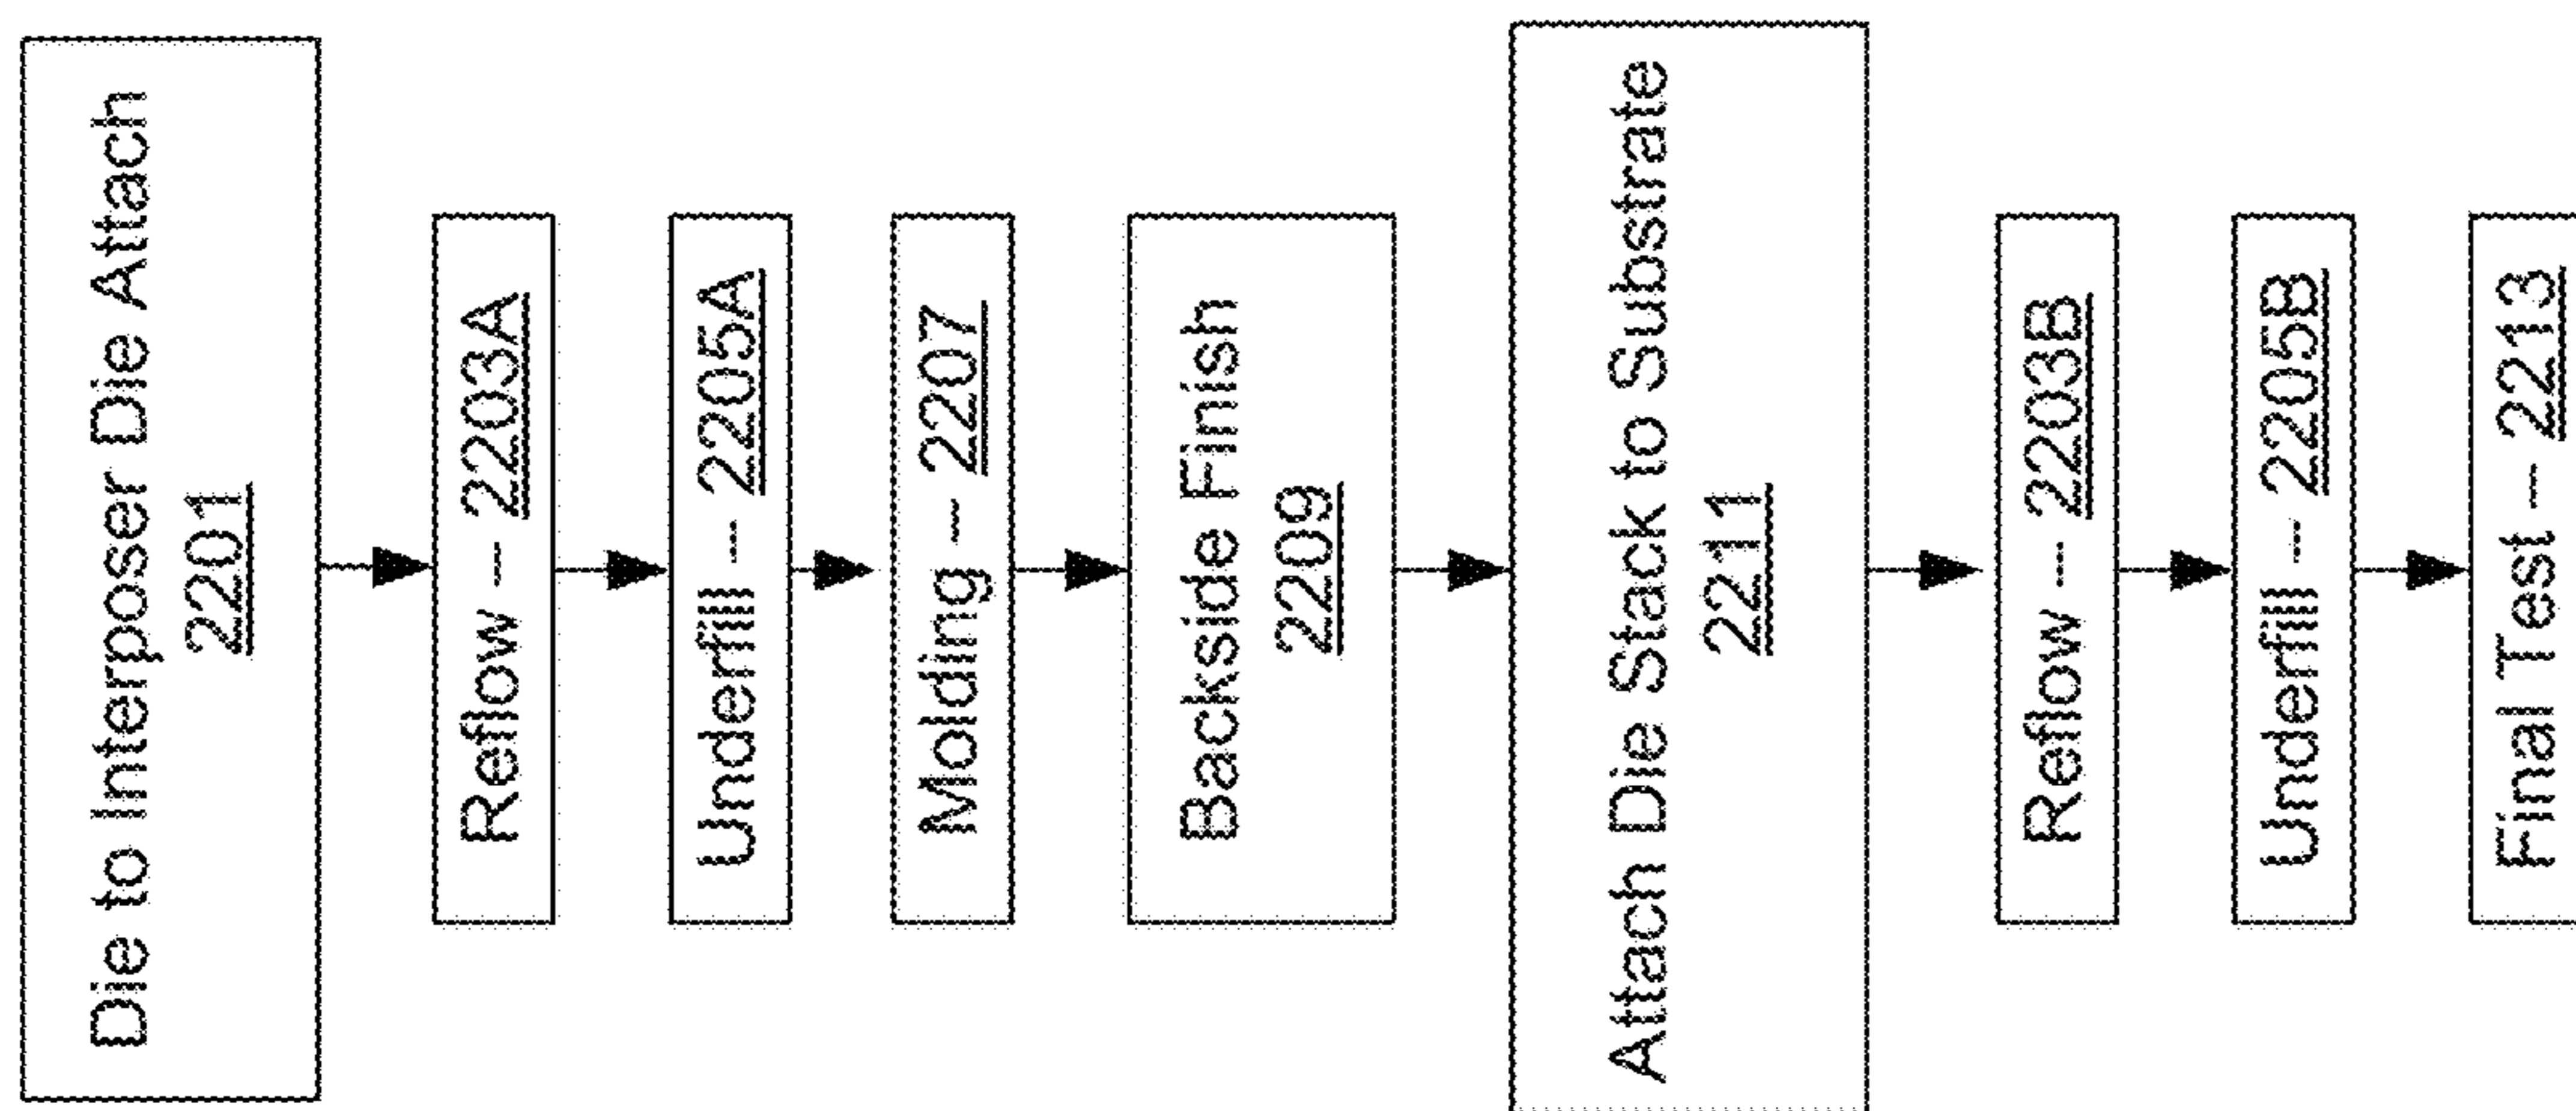 Die to Interposer Die Attach
2201
Reflow – 2203A
Underfill – 2205A
Molding – 2207
Backside Finish
2209
Attach Die Stack to Substrate
2211
Reflow – 2203B
Underfill – 2205B
Final Test – 2213